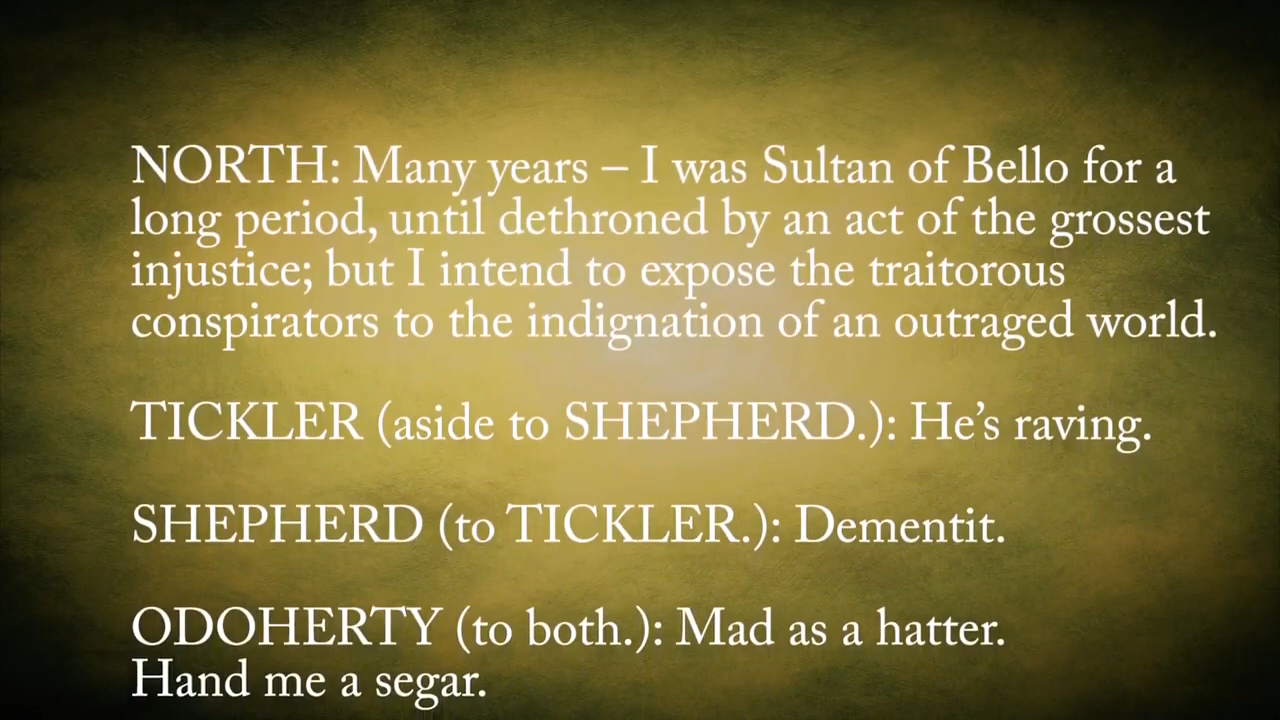 NORTH: Many years – I was Sultan of Bello for a
long period, until dethroned by an act of the grossest
injustice; but I intend to expose the traitorous
conspirators to the indignation of an outraged world.
TICKLER (aside to SHEPHERD.): He’s raving.
SHEPHERD (to TICKLER.): Dementit.
ODOHERTY (to both.): Mad as a hatter.
Hand me a segar.